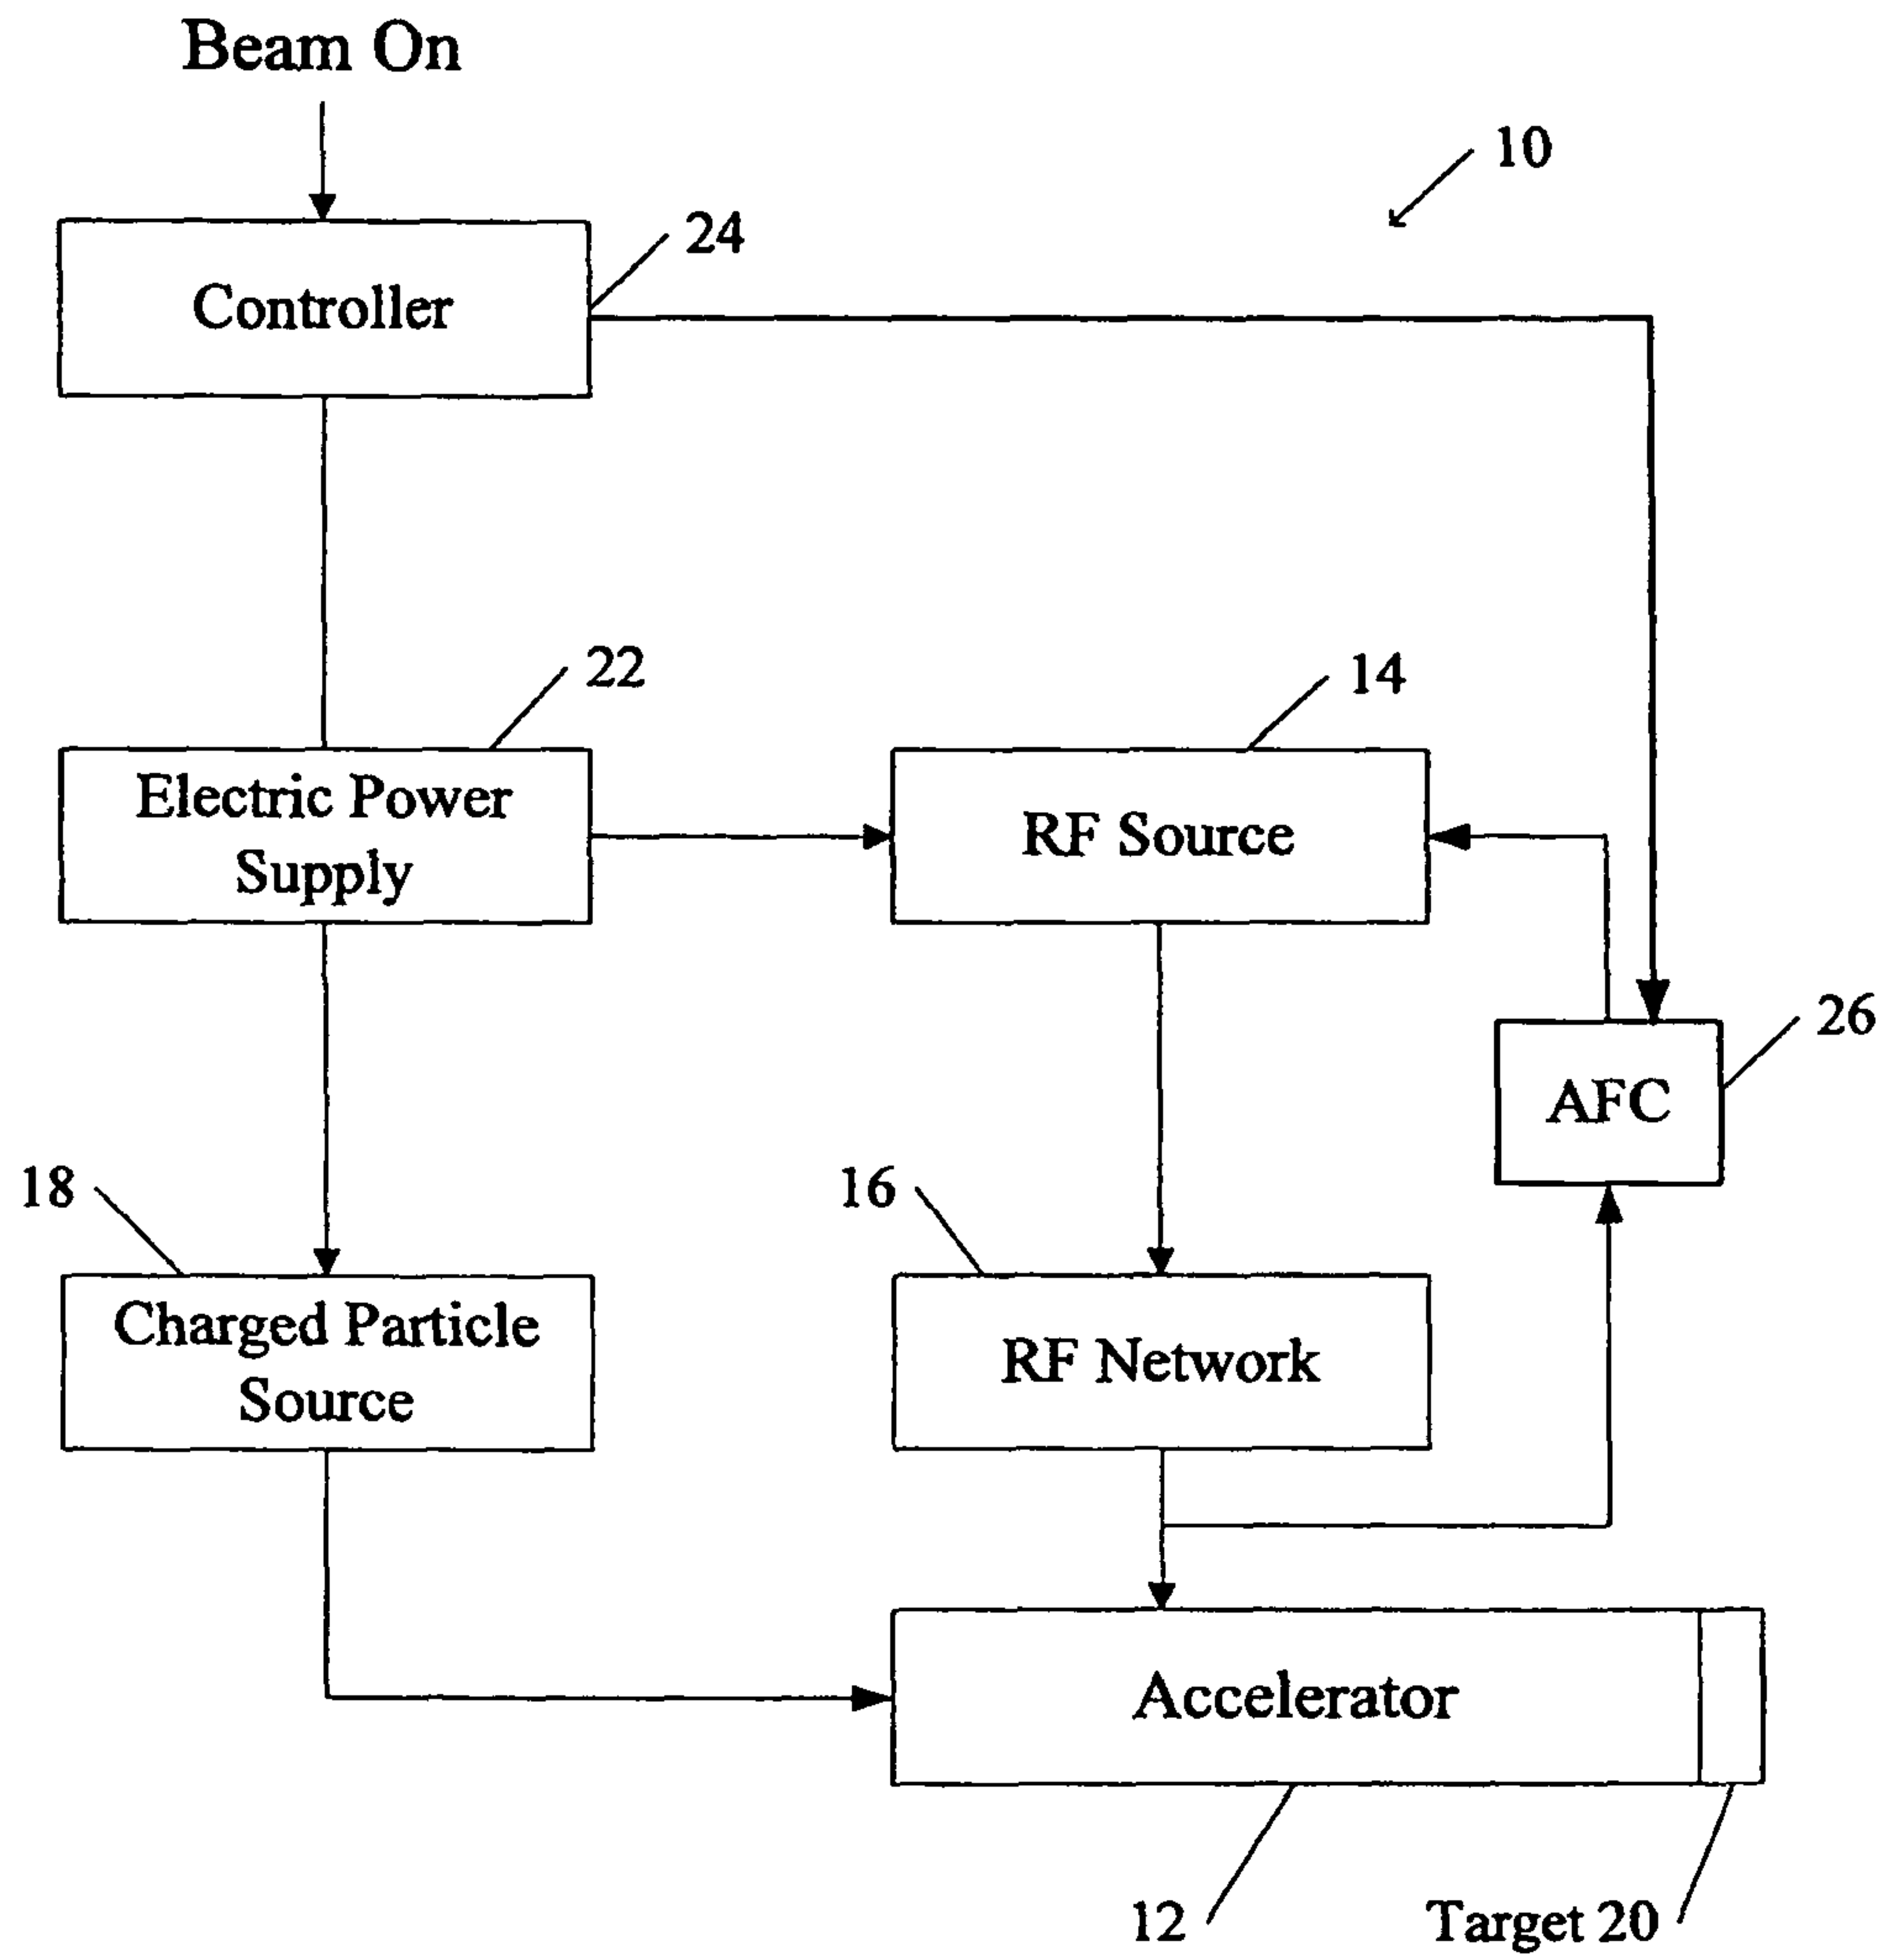 Beam On
10
24
Controller
22
14
Electric Power
Supply
RF Source
26
AFC
18
16
Charged Particle
Source
RF Network
Accelerator
12
Target 20